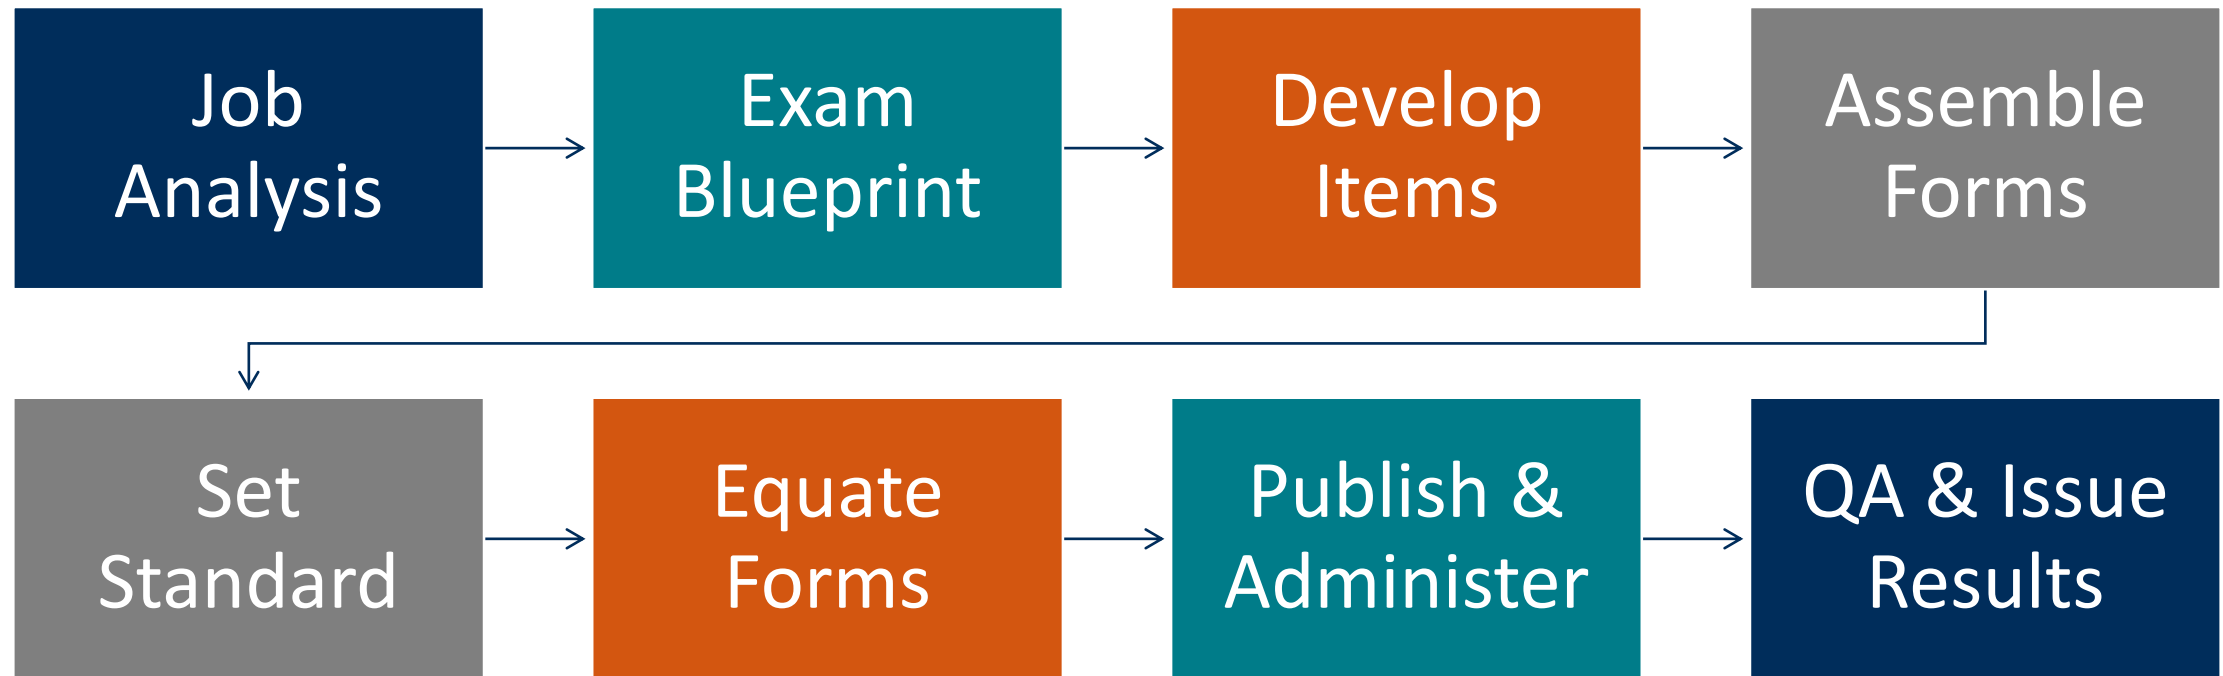 Job
Analysis
Exam
Blueprint
Develop
Items
Assemble
Forms
Set
Standard
Equate
Forms
Publish &
Administer
QA & Issue
Results